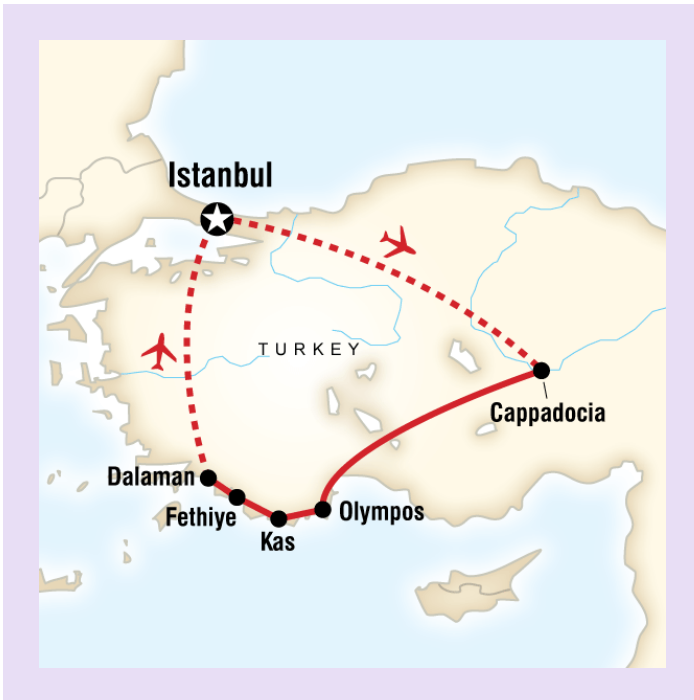 Istanbul
TURKEY
Cappadocia
Dalaman
Fethiye
Olympos
Kas